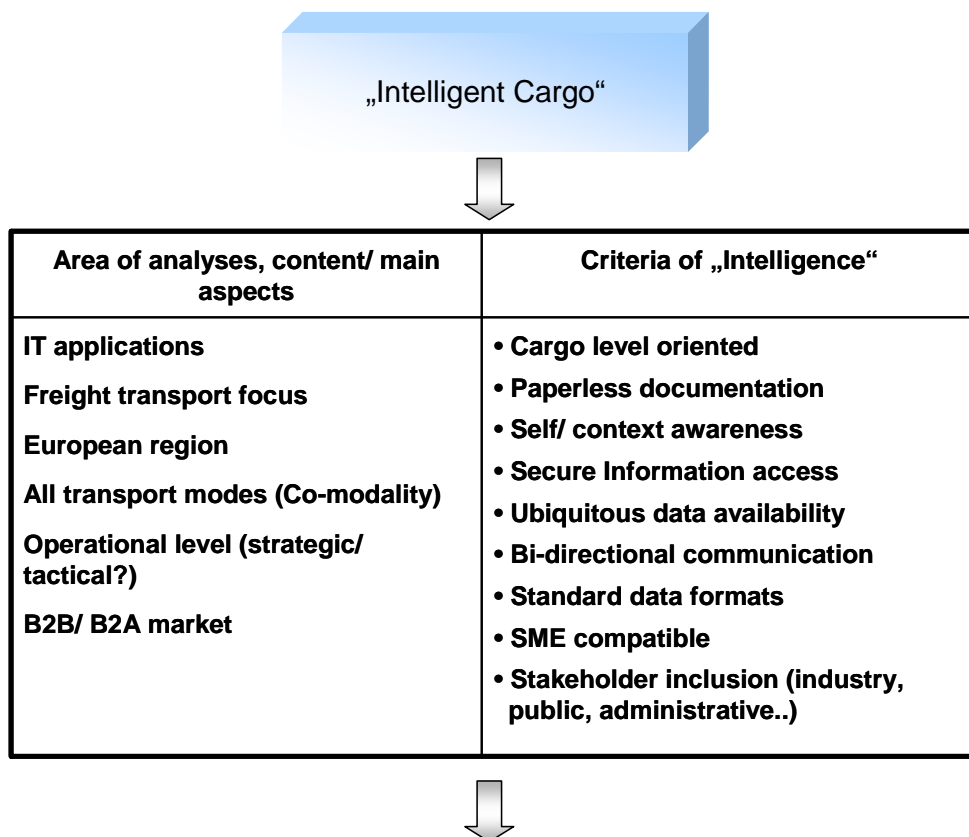 „Intelligent Cargo“
Area of analyses, content/ main
aspects
IT applications
Freight transport focus
European region
All transport modes (Co-modality)
Operational level (strategic/
tactical?)
B2B/ B2A market
Criteria of „Intelligence“
• Cargo level oriented
• Paperless documentation
• Self/ context awareness
• Secure Information access
• Ubiquitous data availability
• Bi-directional communication
• Standard data formats
• SME compatible
• Stakeholder inclusion (industry,
public, administrative..)